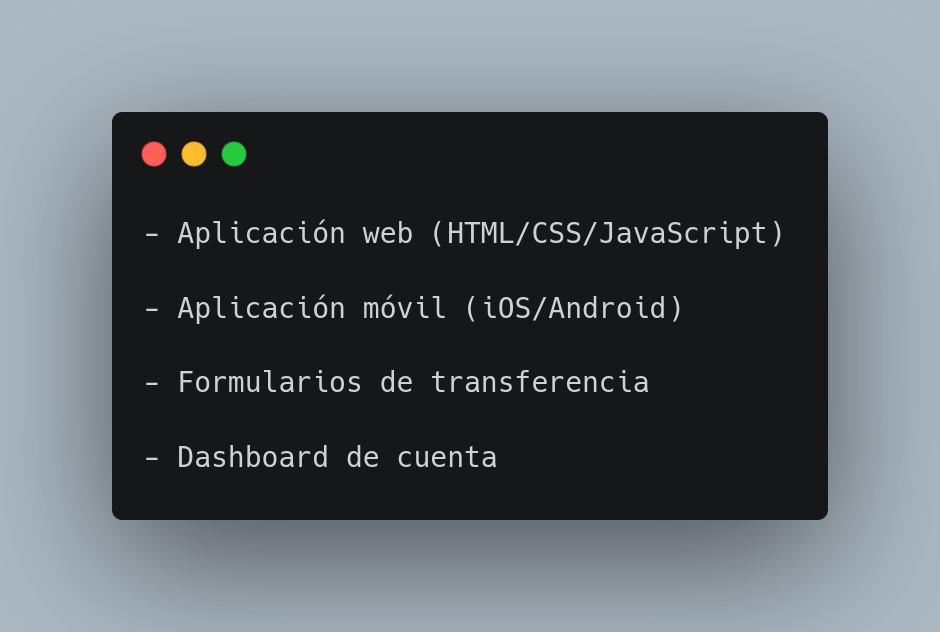 - Aplicación web (HTML/CSS/JavaScript)
- Aplicación móvil (iOS/Android)
- Formularios de transferencia
- Dashboard de cuenta